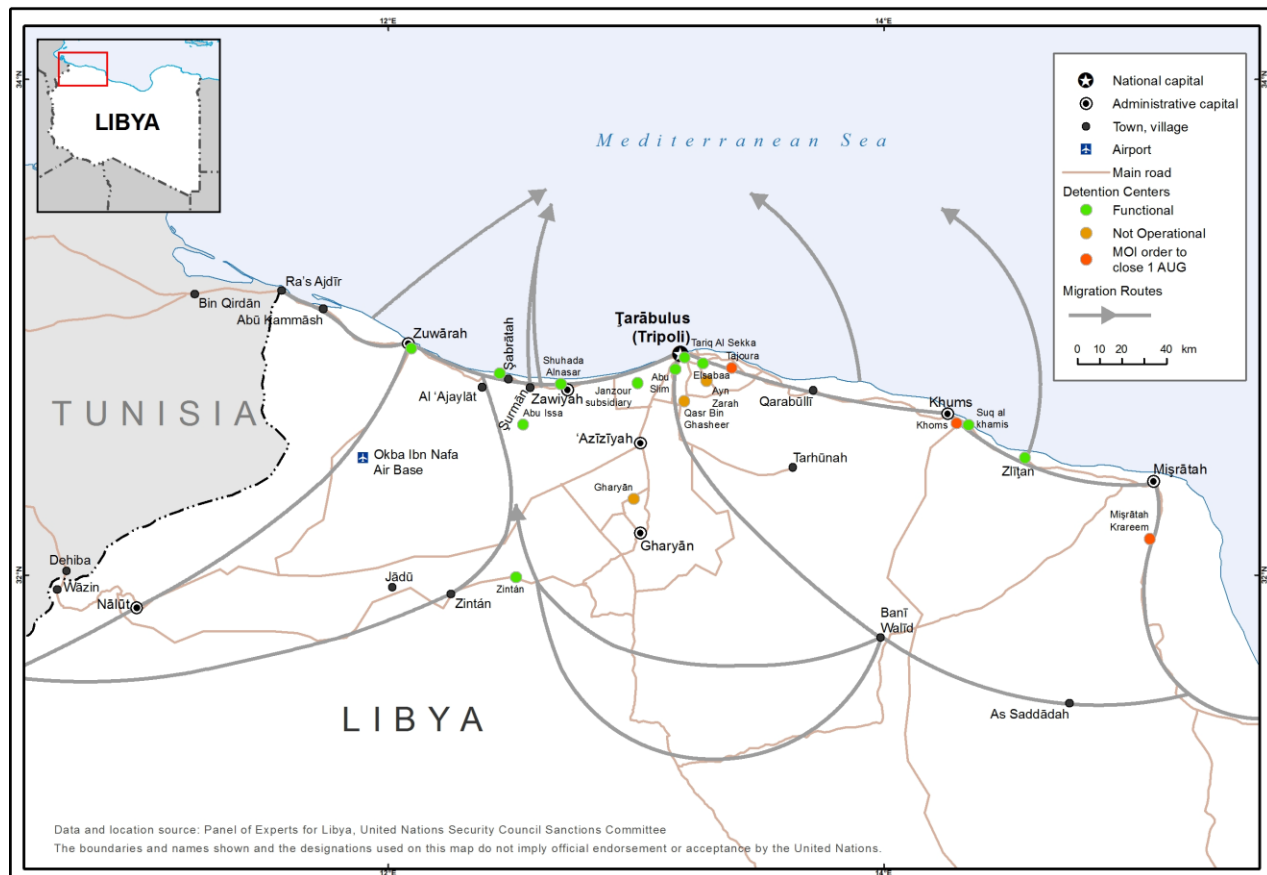 12°E
14°E
34°N
34°N
LIBYA
National capital
Administrative capital
Town, village
Airport
Main road
Detention Centers
Functional
Not Operational
MOI order to
close 1 AUG
Migration Routes
0 10 20 40
km
Mediterranean Sea
Ra's Ajdīr
Bin Qirdān
Abū Kammāsh
Zuwārah
Şabrātah
Shuhada
Alnasar
Ţarābulus
(Tripoli)
Tariq Al Sekka
Tajoura
Elsabaa
Abu
Slim
Ayn
Zarah
Janzour
subsidiary
Qasr Bin
Ghasheer
Al 'Ajaylāt
Şurmān
Zawiyah
Abu Issa
Qarabūllī
Khums
Khoms
Suq al
khamis
TUNISIA
'Azīzīyah
Okba Ibn Nafa
Air Base
Tarhūnah
Zlīţan
Mişrātah
Gharyān
Mişrātah
Krareem
Gharyān
Dehiba
Wāzin
32°N
32°N
Nālūt
Jādū
Zintán
Zintán
Banī
Walīd
As Saddādah
LIBYA
Data and location source: Panel of Experts for Libya, United Nations Security Council Sanctions Committee
The boundaries and names shown and the designations used on this map do not imply official endorsement or acceptance by the United Nations.
12°E
14°E